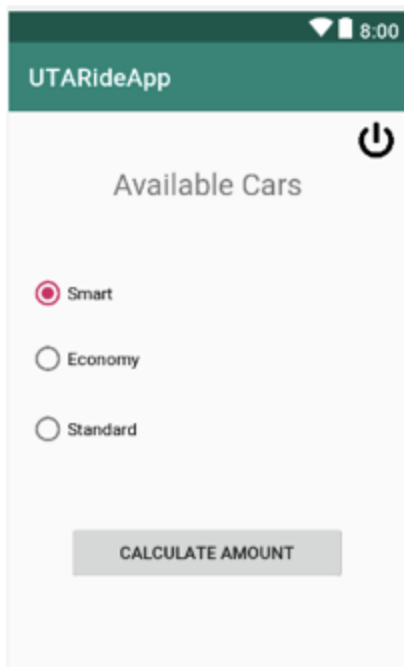 8:00
UTARideApp
Available Cars
Smart
Economy
Standard
CALCULATE AMOUNT